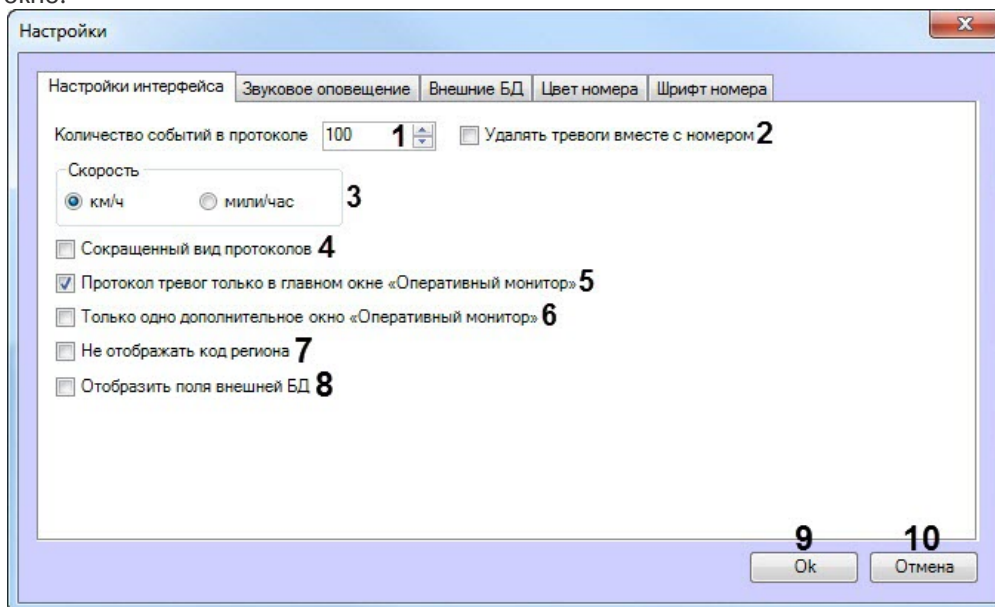 окно:
Настройки
Настройки интерфейса Звуковое оповещение Внешние БД Цвет номера Шрифт номера
Количество событий в протоколе 100 1 Удалять тревоги вместе с номером 2
Скорость
км/ч мили/час 3
Сокращенный вид протоколов 4
Протокол тревог только в главном окне «Оперативный монитор» 5
Только одно дополнительное окно «Оперативный монитор» 6
Не отображать код региона 7
Отобразить поля внешней БД 8
9 10
Ok Отмена